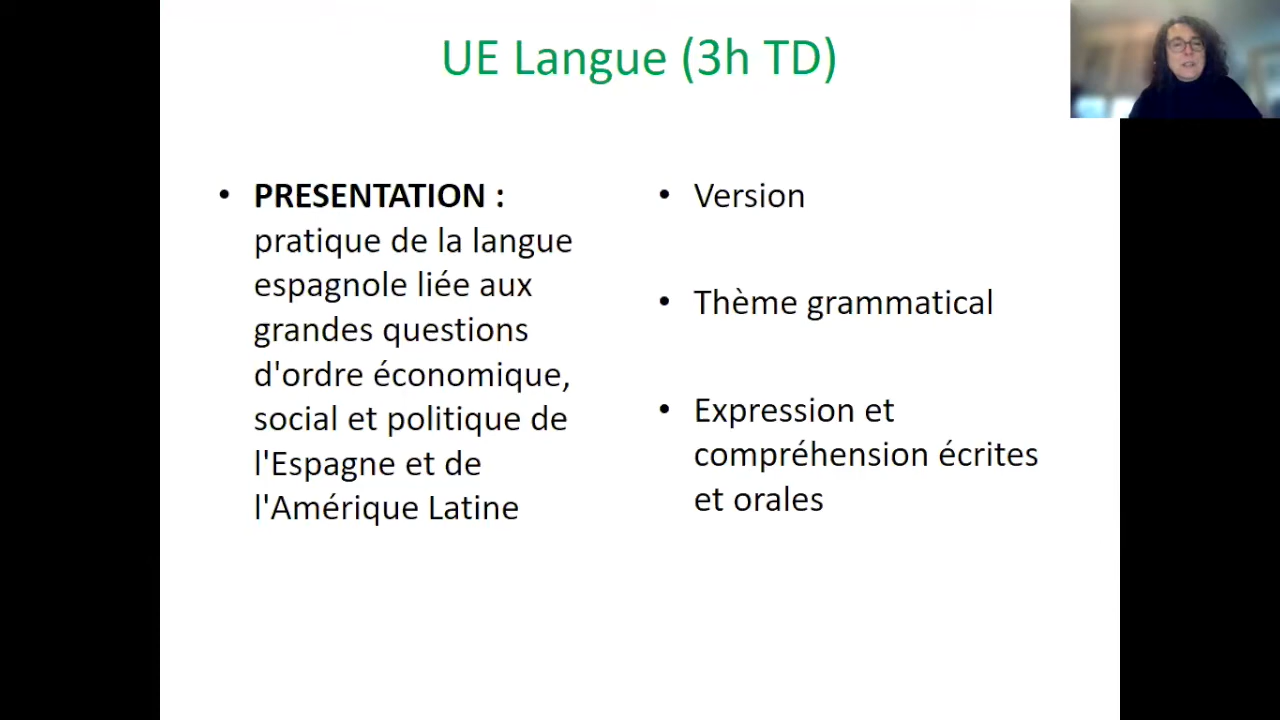 UE Langue (3h TD)
• PRESENTATION :
pratique de la langue
espagnole liée aux
grandes questions
d'ordre économique,
social et politique de
l'Espagne et de
l'Amérique Latine
• Version
• Thème grammatical
• Expression et
compréhension écrites
et orales